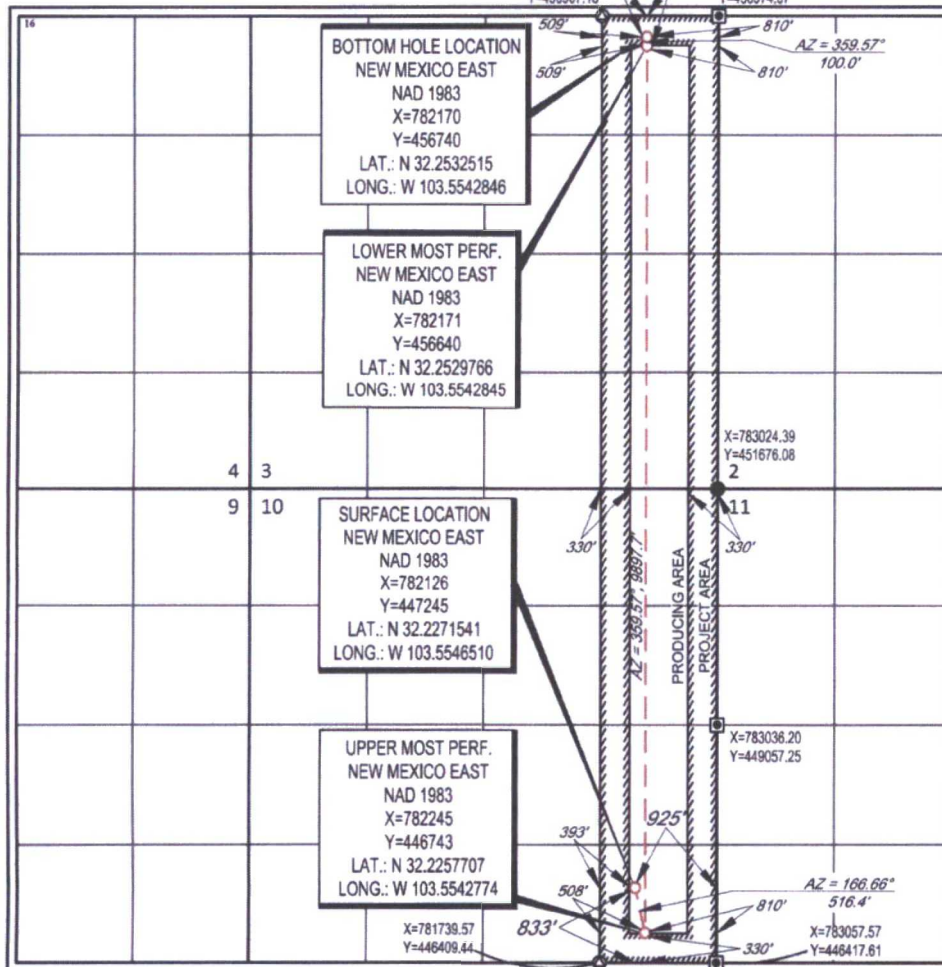 16
509'
810'
AZ = 359.57°
100.0'
509'
810'
BOTTOM HOLE LOCATION
NEW MEXICO EAST
NAD 1983
X=782170
Y=456740
LAT.: N 32.2532515
LONG.: W 103.5542846
LOWER MOST PERF.
NEW MEXICO EAST
NAD 1983
X=782171
Y=456640
LAT.: N 32.2529766
LONG.: W 103.5542845
X=783024.39
Y=451676.08
4 3
2
9 10
11
330'
330'
SURFACE LOCATION
NEW MEXICO EAST
NAD 1983
X=782126
Y=447245
LAT.: N 32.2271541
LONG.: W 103.5546510
AZ = 359.57°, 9897.7'
PRODUCING AREA
PROJECT AREA
X=783036.20
Y=449057.25
UPPER MOST PERF.
NEW MEXICO EAST
NAD 1983
X=782245
Y=446743
LAT.: N 32.2257707
LONG.: W 103.5542774
393'
925'
AZ = 166.66°
516.4'
508'
810'
833'
330'
X=781739.57
Y=446409.44
X=783057.57
Y=446417.61